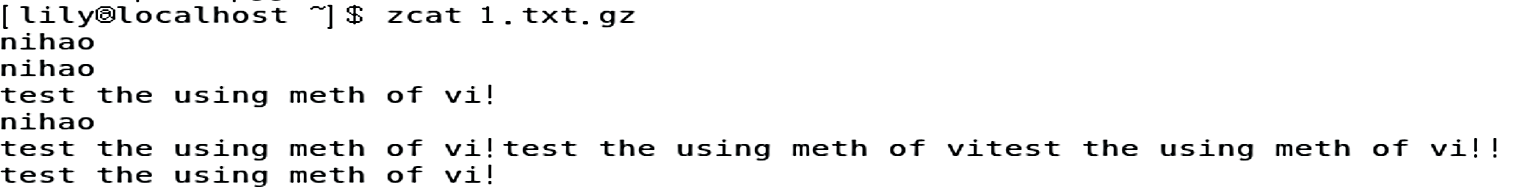 [lily@localhost ~]$ zcat 1.txt.gz
nihao
nihao
test the using meth of vi!
nihao
test the using meth of vi!test the using meth of vitest the using meth of vi!!
test the using meth of vi!